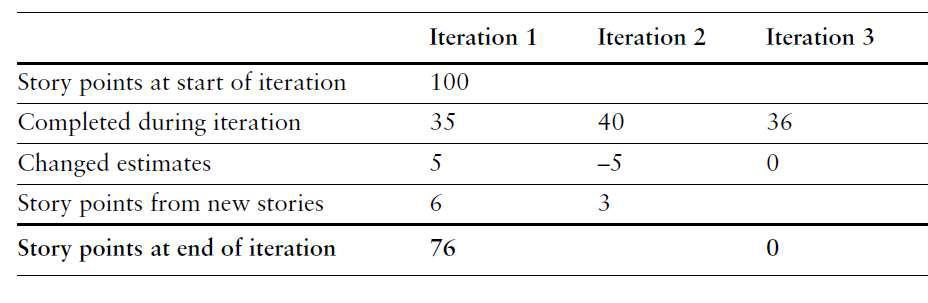 Iteration 1 Iteration 2 Iteration 3
Story points at start of iteration 100
Completed during iteration 35 40 36
Changed estimates 5 –5 0
Story points from new stories 6 3
Story points at end of iteration 76 0